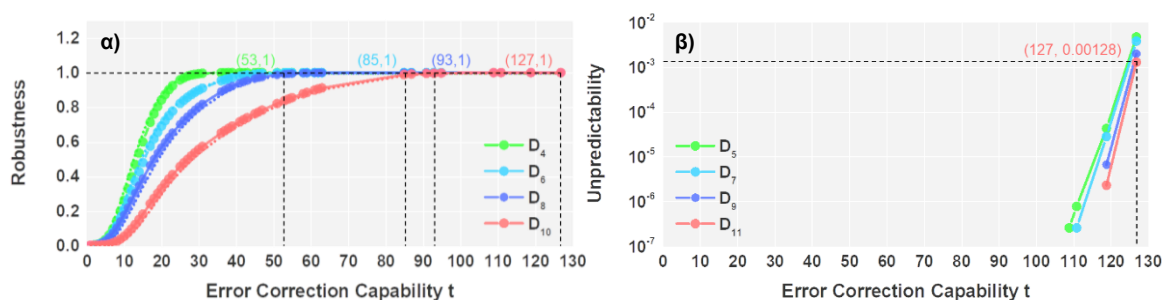 α)
1.2
1.0
0.8
0.6
0.4
0.2
0.0
Robustness
(53,1)
(85,1)
(93,1)
(127,1)
D4
D6
D8
D10
0 10 20 30 40 50 60 70 80 90 100 110 120 130
Error Correction Capability t
β)
10-2
10-3
10-4
10-5
10-6
10-7
Unpredictability
(127, 0.00128)
D5
D7
D9
D11
0 10 20 30 40 50 60 70 80 90 100 110 120 130
Error Correction Capability t